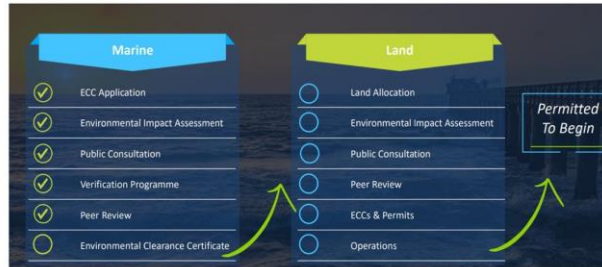 Marine
ECC Application
Environmental Impact Assessment
Public Consultation
Verification Programme
Peer Review
Environmental Clearance Certificate
Land
Land Allocation
Environmental Impact Assessment
Public Consultation
Peer Review
ECCs & Permits
Operations
Permitted
To Begin